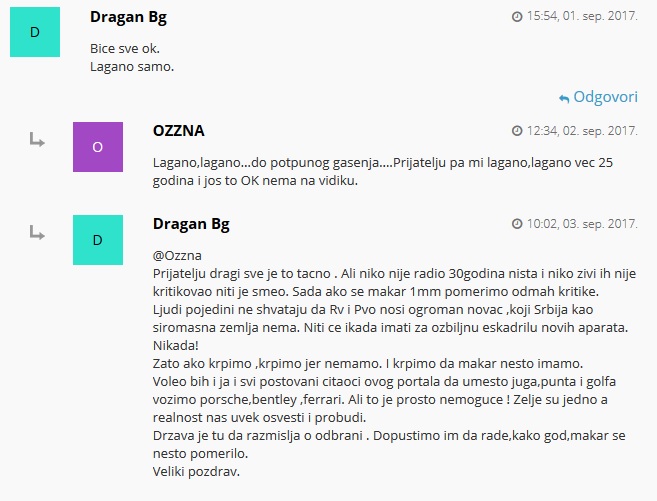 D
Dragan Bg
15:54, 01. sep. 2017.
Bice sve ok.
Lagano samo.
Odgovori
O
OZZNA
12:34, 02. sep. 2017.
Lagano,lagano...do potpunog gasenja....Prijatelju pa mi lagano,lagano vec 25
godina i jos to OK nema na vidiku.
D
Dragan Bg
10:02, 03. sep. 2017.
@Ozzna
Prijatelju dragi sve je to tacno . Ali niko nije radio 30godina nista i niko zivi ih nije
kritikovao niti je smeo. Sada ako se makar 1mm pomerimo odmah kritike.
Ljudi pojedini ne shvataju da Rv i Pvo nosi ogroman novac ,koji Srbija kao
siromasna zemlja nema. Niti ce ikada imati za ozbiljnu eskadrilu novih aparata.
Nikada!
Zato ako krpimo ,krpimo jer nemamo. I krpimo da makar nesto imamo.
Voleo bih i ja i svi postovani citaoci ovog portala da umesto juga,punta i golfa
vozimo porsche,bentley ,ferrari. Ali to je prosto nemoguce ! Zelje su jedno a
realnost nas uvek osvesti i probudi.
Drzava je tu da razmislja o odbrani . Dopustimo im da rade,kako god,makar se
nesto pomerilo.
Veliki pozdrav.